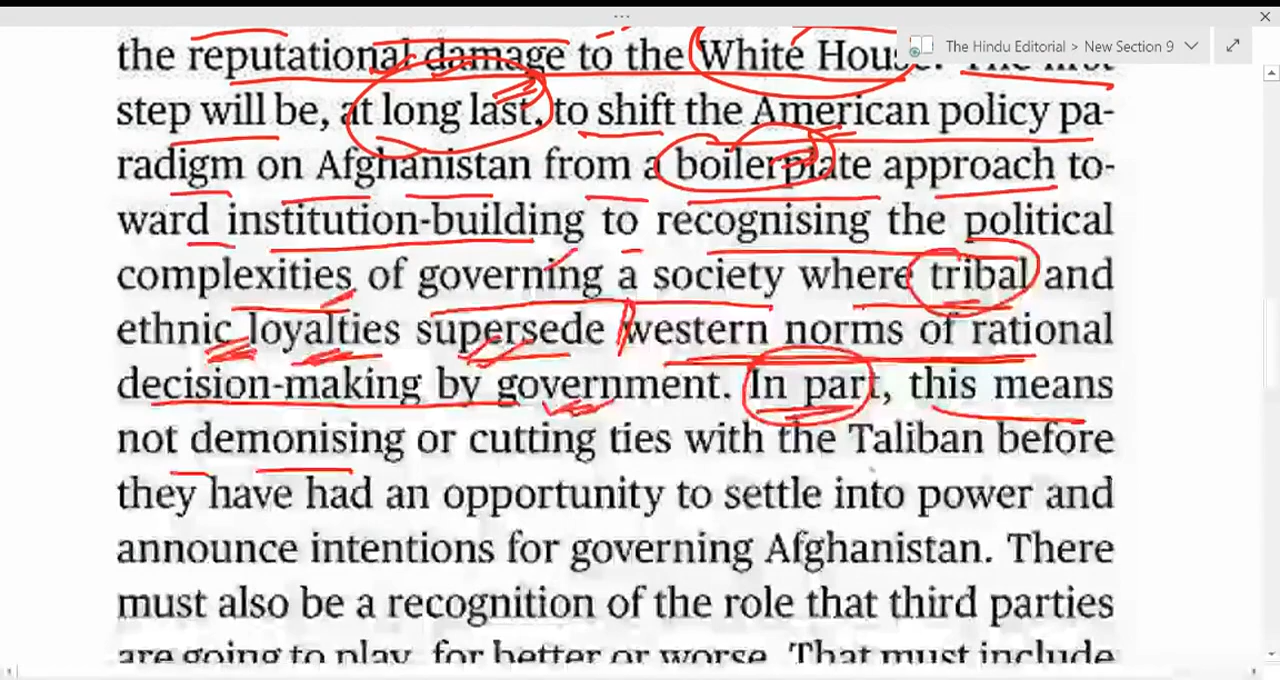 The Hindu Editorial > New Section 9
the reputational damage to the White House. The first
step will be, at long last, to shift the American policy pa-
radigm on Afghanistan from a boilerplate approach to-
ward institution-building to recognising the political
complexities of governing a society where tribal and
ethnic loyalties supersede western norms of rational
decision-making by government. In part, this means
not demonising or cutting ties with the Taliban before
they have had an opportunity to settle into power and
announce intentions for governing Afghanistan. There
must also be a recognition of the role that third parties
are going to play, for better or worse. That must include